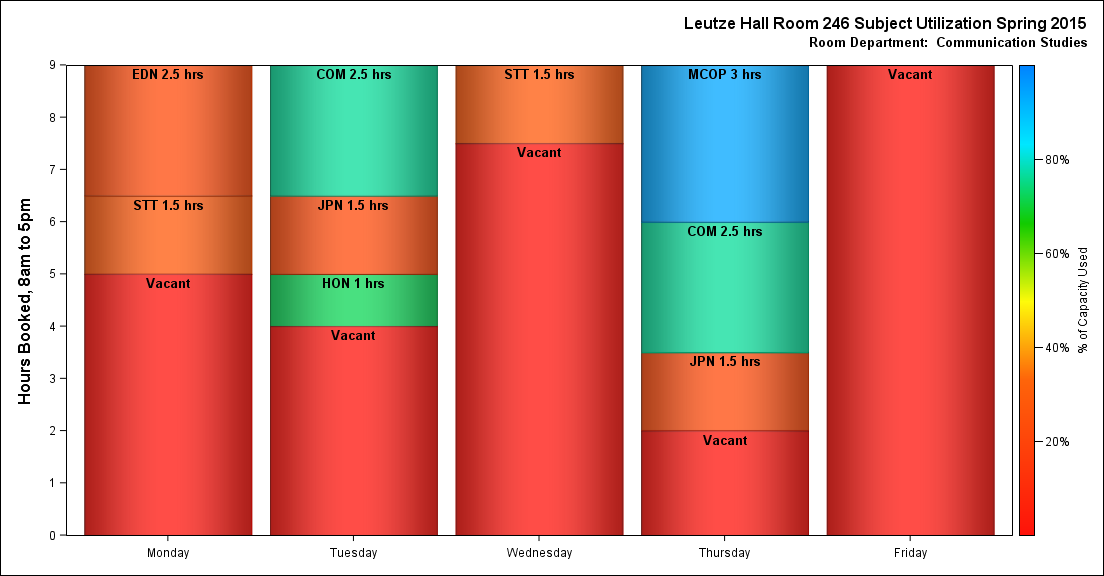 Leutze Hall Room 246 Subject Utilization Spring 2015
Room Department:  Communication Studies
Hours Booked, 8am to 5pm
9
8
7
6
5
4
3
2
1
0
EDN 2.5 hrs
STT 1.5 hrs
Vacant
COM 2.5 hrs
JPN 1.5 hrs
HON 1 hrs
Vacant
STT 1.5 hrs
Vacant
MCOP 3 hrs
COM 2.5 hrs
JPN 1.5 hrs
Vacant
Vacant
Monday
Tuesday
Wednesday
Thursday
Friday
80%
60%
40%
20%
% of Capacity Used